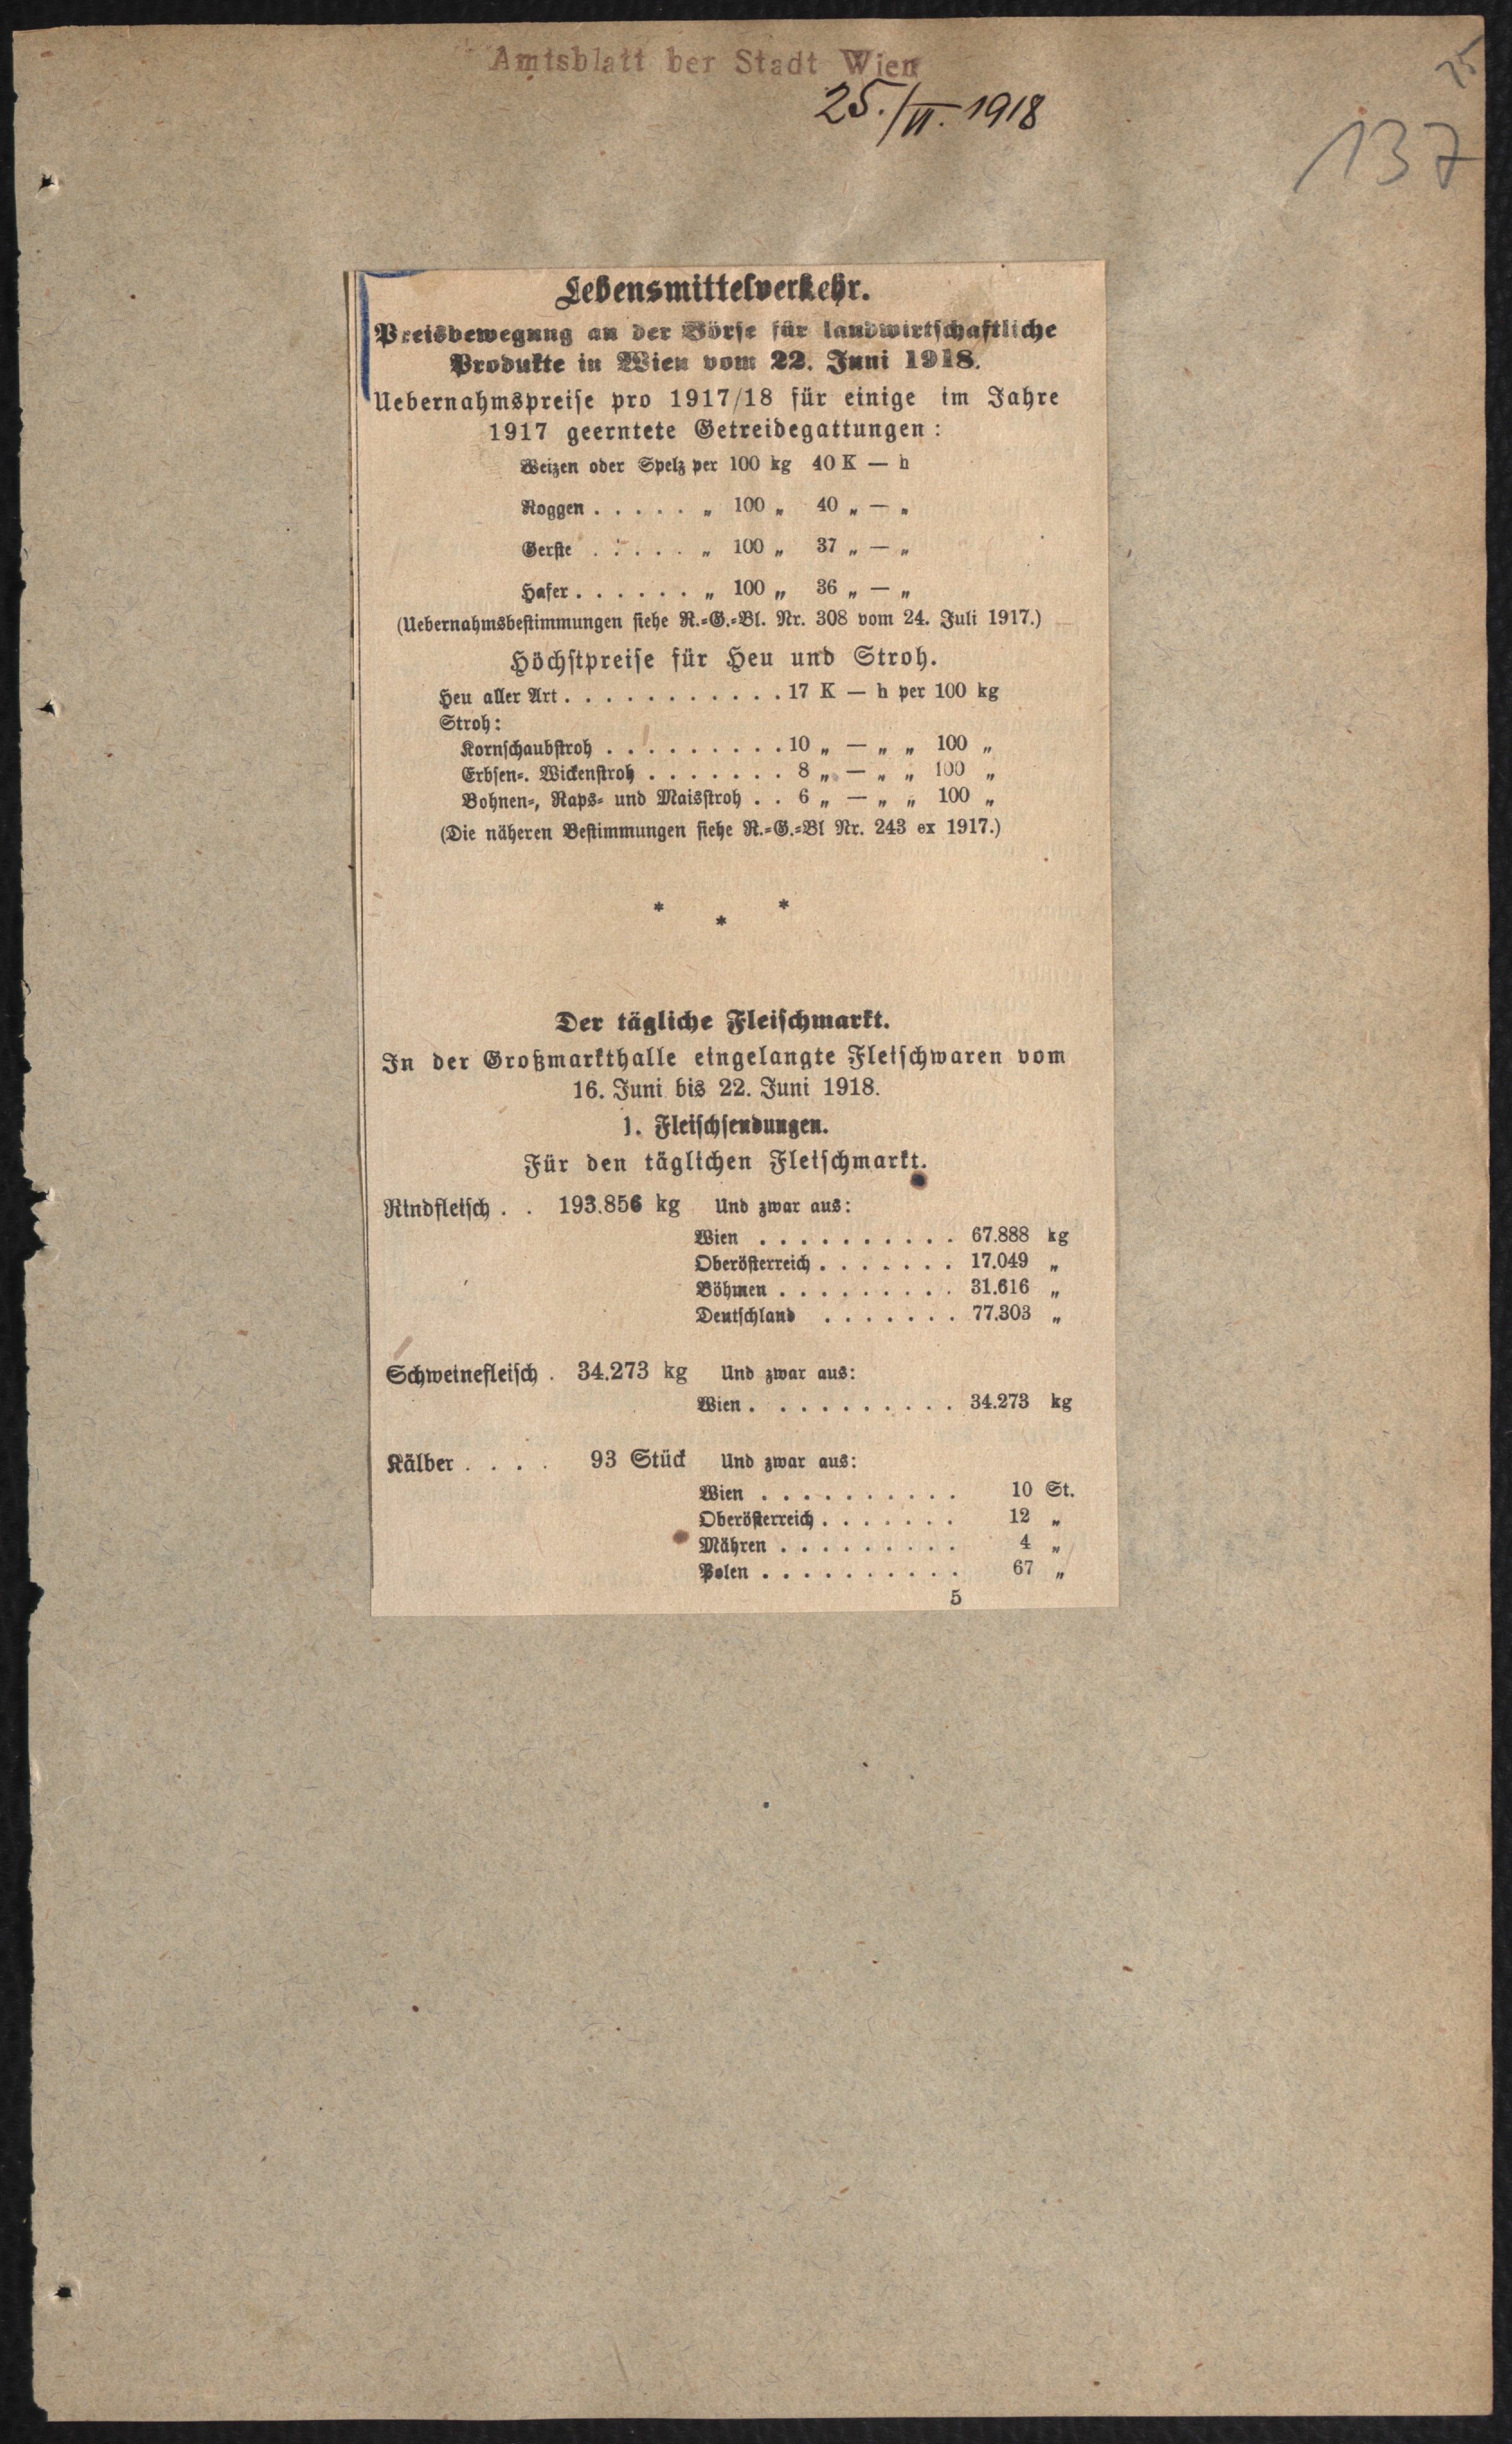 Amtsblatt der Stadt Wien
25./VI. 1918
25
137
Lebensmittelverkehr.
Preisbewegung an der Börse für landwirtschaftliche
Produkte in Wien vom 22. Juni 1918.
Uebernahmspreise pro 1917/18 für einige im Jahre
1917 geerntete Getreidegattungen:
Weizen oder Spelz per 100 kg 40 K — h
Roggen . . . . . „ 100 „ 40 „ — „
Gerste . . . . . „ 100 „ 37 „ — „
Hafer . . . . . . „ 100 „ 36 „ — „
(Uebernahmsbestimmungen siehe R.-G.-Bl. Nr. 308 vom 24. Juli 1917.)
Höchstpreise für Heu und Stroh.
Heu aller Art . . . . . . . . . . . 17 K — h per 100 kg
Stroh:
Kornschaubstroh . . . . . . . . . 10 „ — „ „ 100 „
Erbsen-. Wickenstroh . . . . . . . 8 „ — „ „ 100 „
Bohnen-, Raps- und Maisstroh . . 6 „ — „ „ 100 „
(Die näheren Bestimmungen siehe R.-G.-Bl Nr. 243 ex 1917.)
* * *
Der tägliche Fleischmarkt.
In der Großmarkthalle eingelangte Fleischwaren vom
16. Juni bis 22. Juni 1918.
1. Fleischsendungen.
Für den täglichen Fleischmarkt.
Rindfleisch . . 193.856 kg Und zwar aus:
Wien . . . . . . . . . . 67.888 kg
Oberösterreich . . . . . . . 17.049 „
Böhmen . . . . . . . . . 31.616 „
Deutschland . . . . . . . 77.303 „
Schweinefleisch . 34.273 kg Und zwar aus:
Wien . . . . . . . . . . 34.273 kg
Kälber . . . . 93 Stück Und zwar aus:
Wien . . . . . . . . . . 10 St.
Oberösterreich . . . . . . . 12 „
Mähren . . . . . . . . . 4 „
Polen . . . . . . . . . . 67 „
5